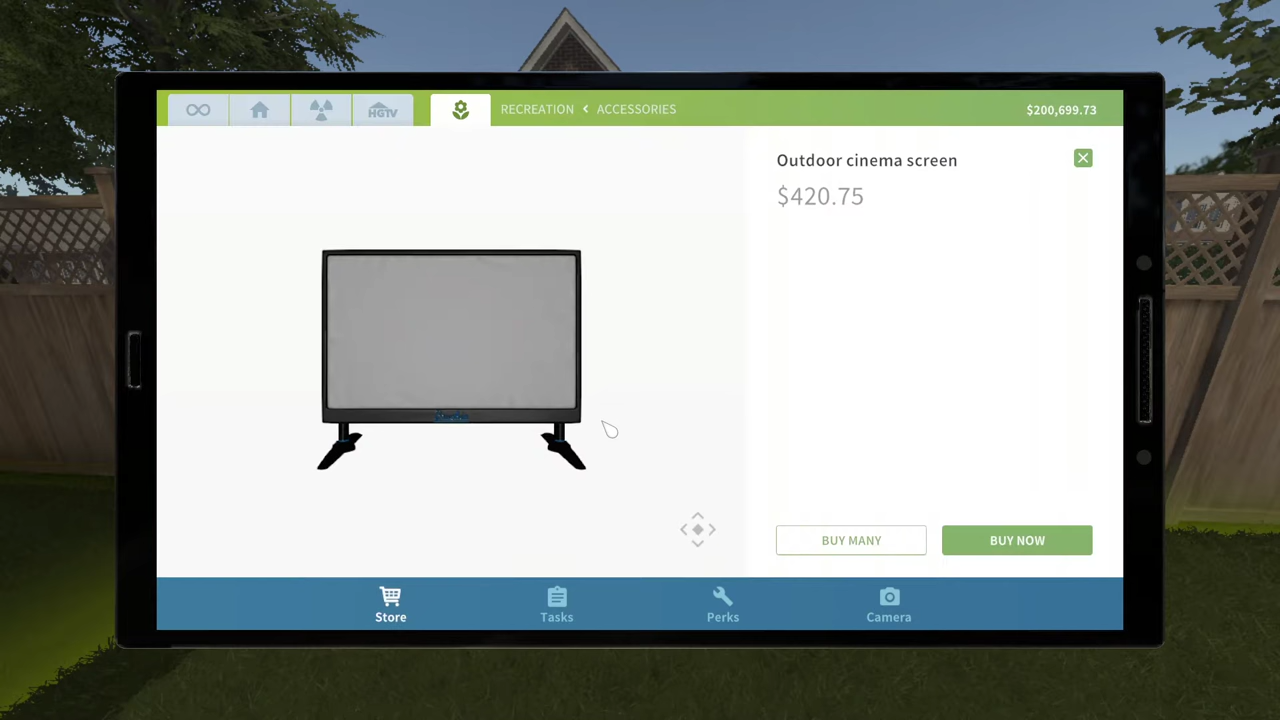 HGTV
RECREATION < ACCESSORIES
$200,699.73
Outdoor cinema screen
$420.75
BUY MANY
BUY NOW
Store
Tasks
Perks
Camera